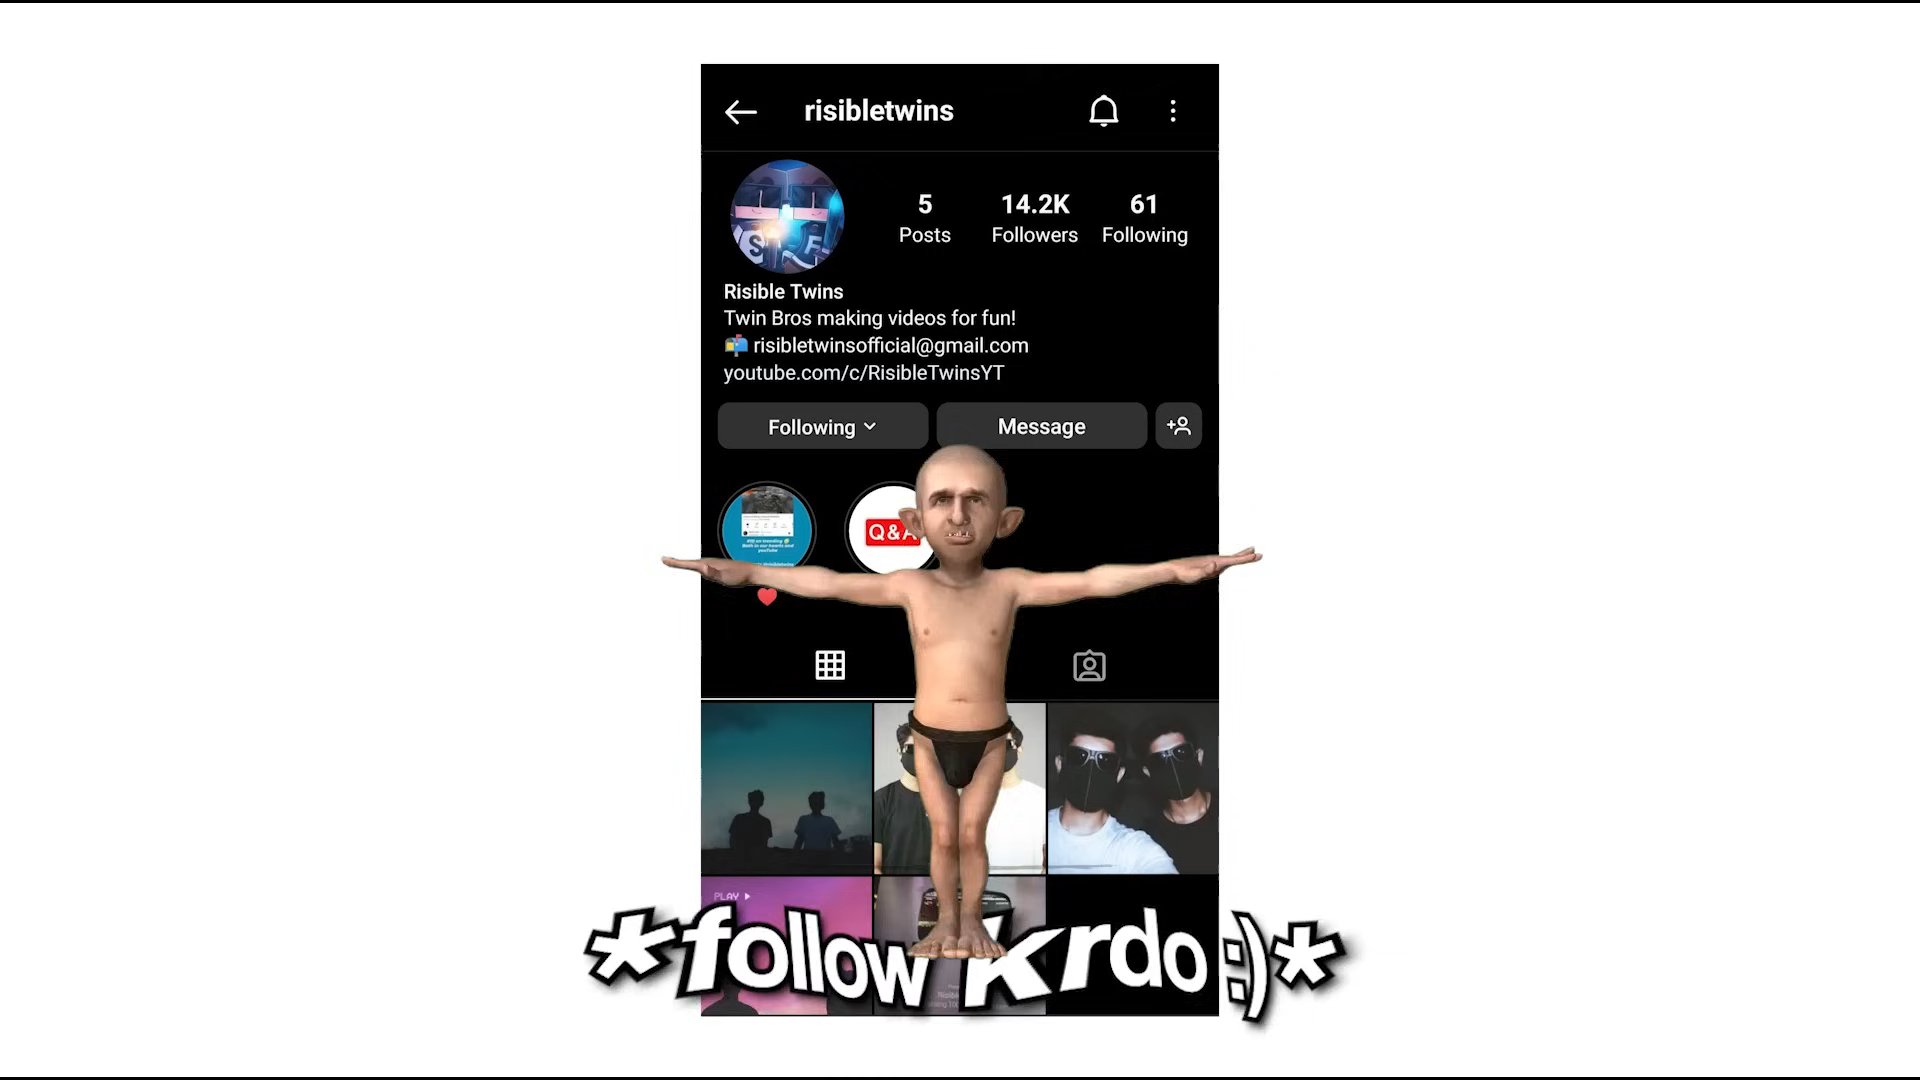 risibletwins
5 14.2K 61
Posts Followers Following
Risible Twins
Twin Bros making videos for fun!
risibletwinsofficial@gmail.com
youtube.com/c/RisibleTwinsYT
Following Message
Q&A
PLAY
*follow krdo :)*